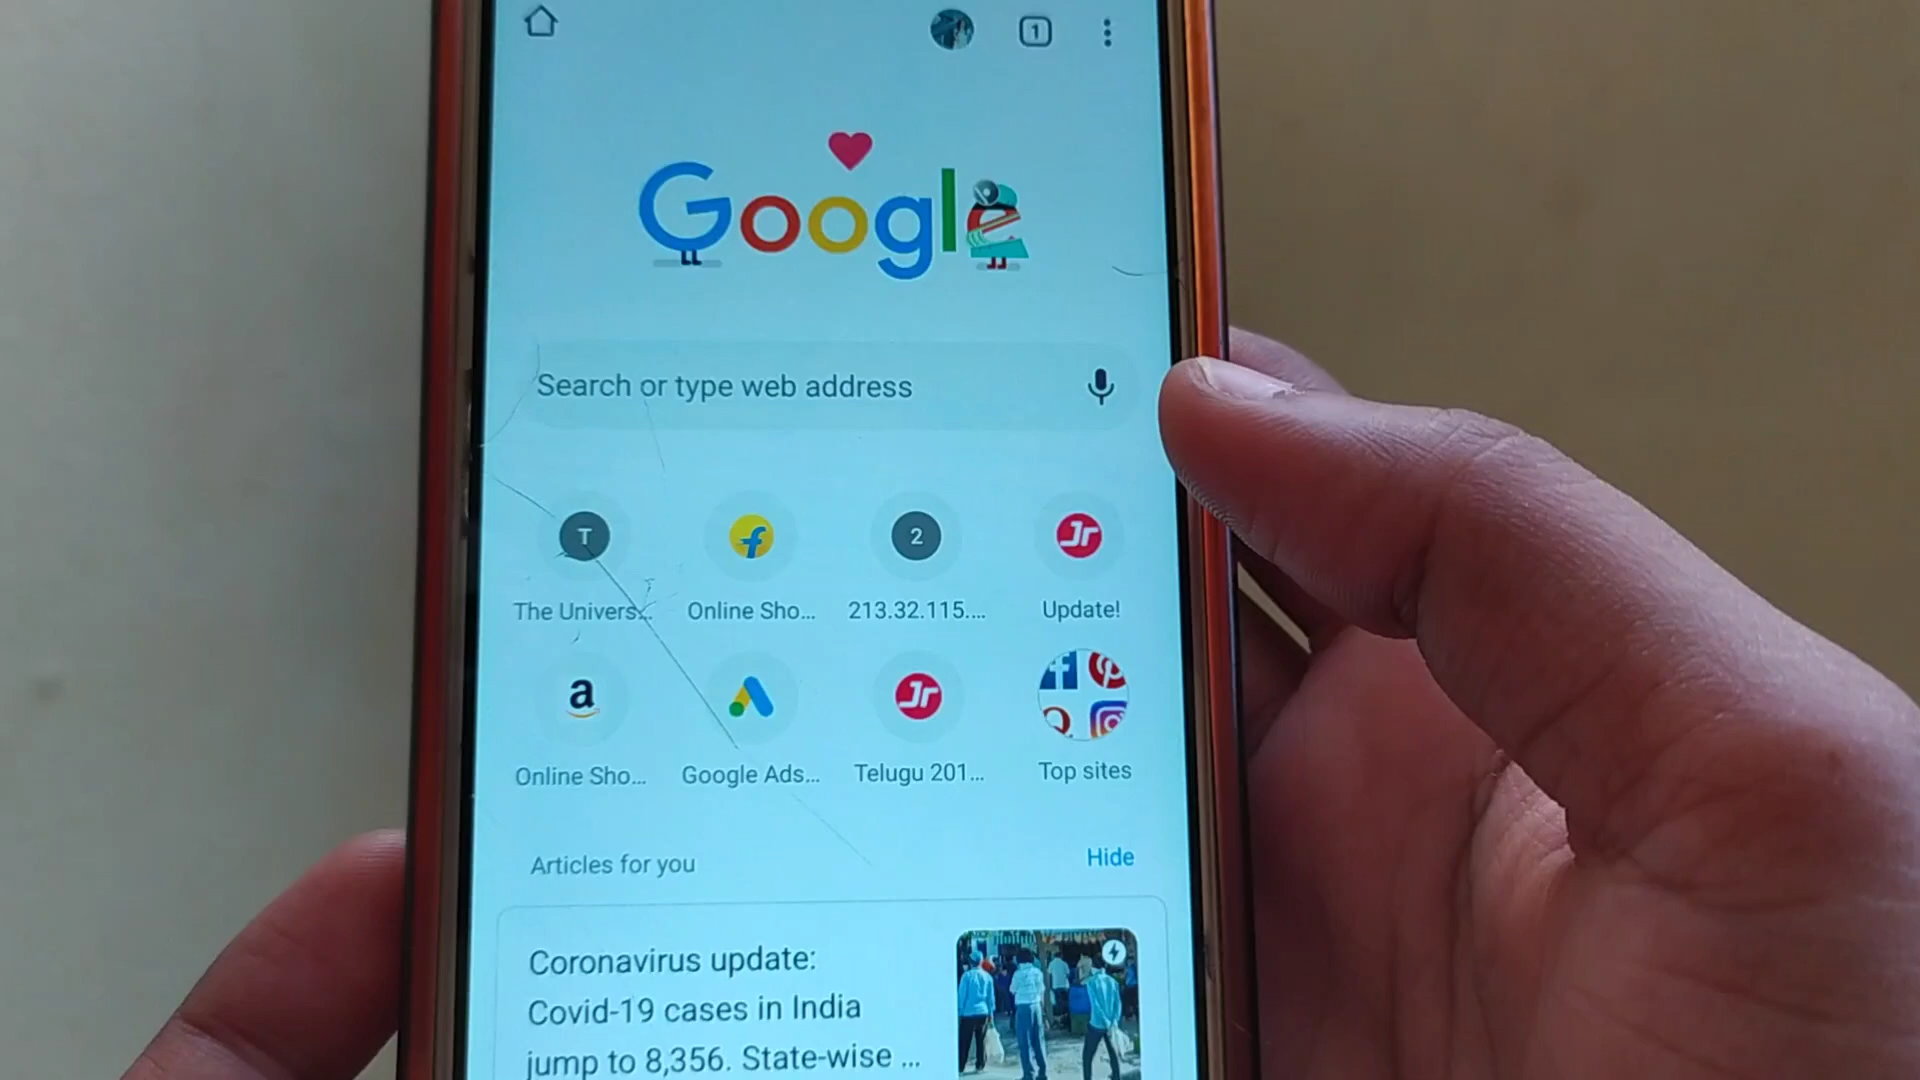 1
Google
Search or type web address
T
2
The Univers...
Online Sho...
213.32.115....
Update!
a
Online Sho...
Google Ads...
Telugu 201...
Top sites
Articles for you
Hide
Coronavirus update:
Covid-19 cases in India
jump to 8,356. State-wise ...